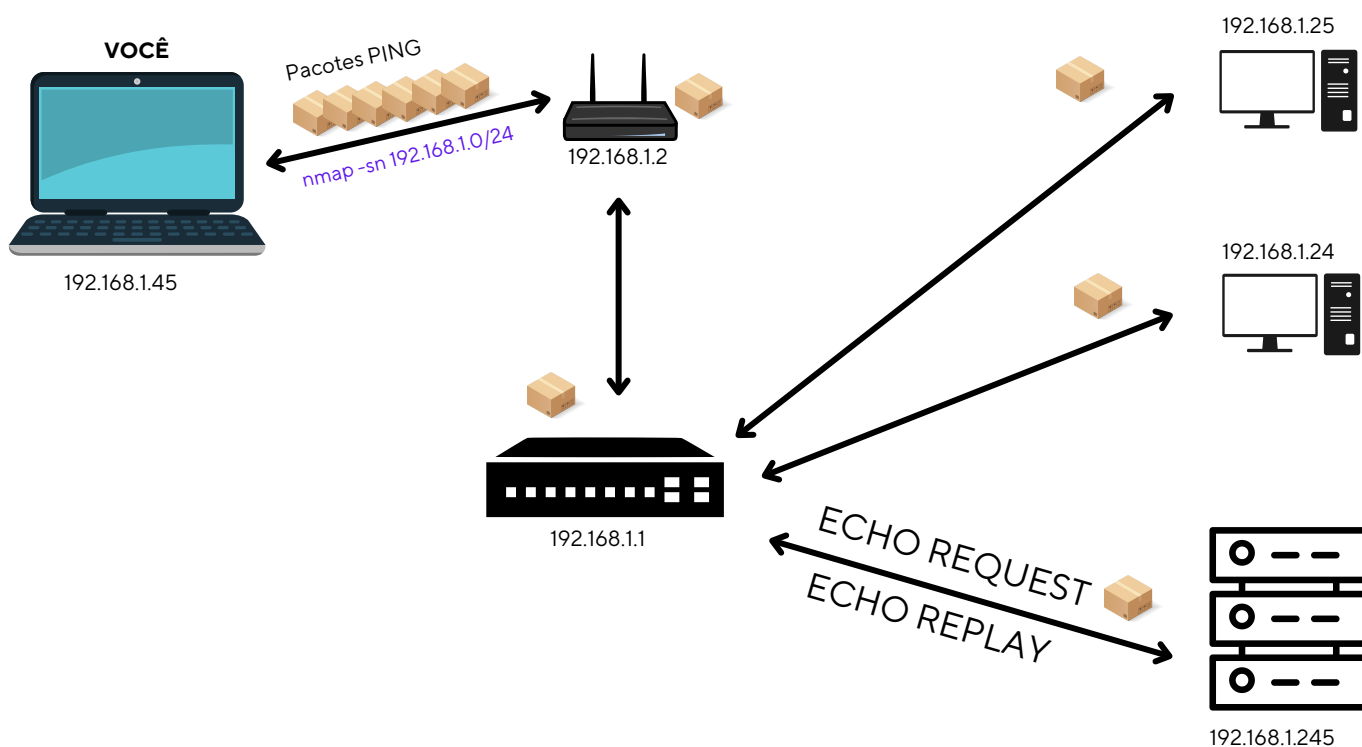 VOCÊ
Pacotes PING
nmap -sn 192.168.1.0/24
192.168.1.45
192.168.1.2
192.168.1.25
192.168.1.24
192.168.1.1
ECHO REQUEST
ECHO REPLAY
192.168.1.245